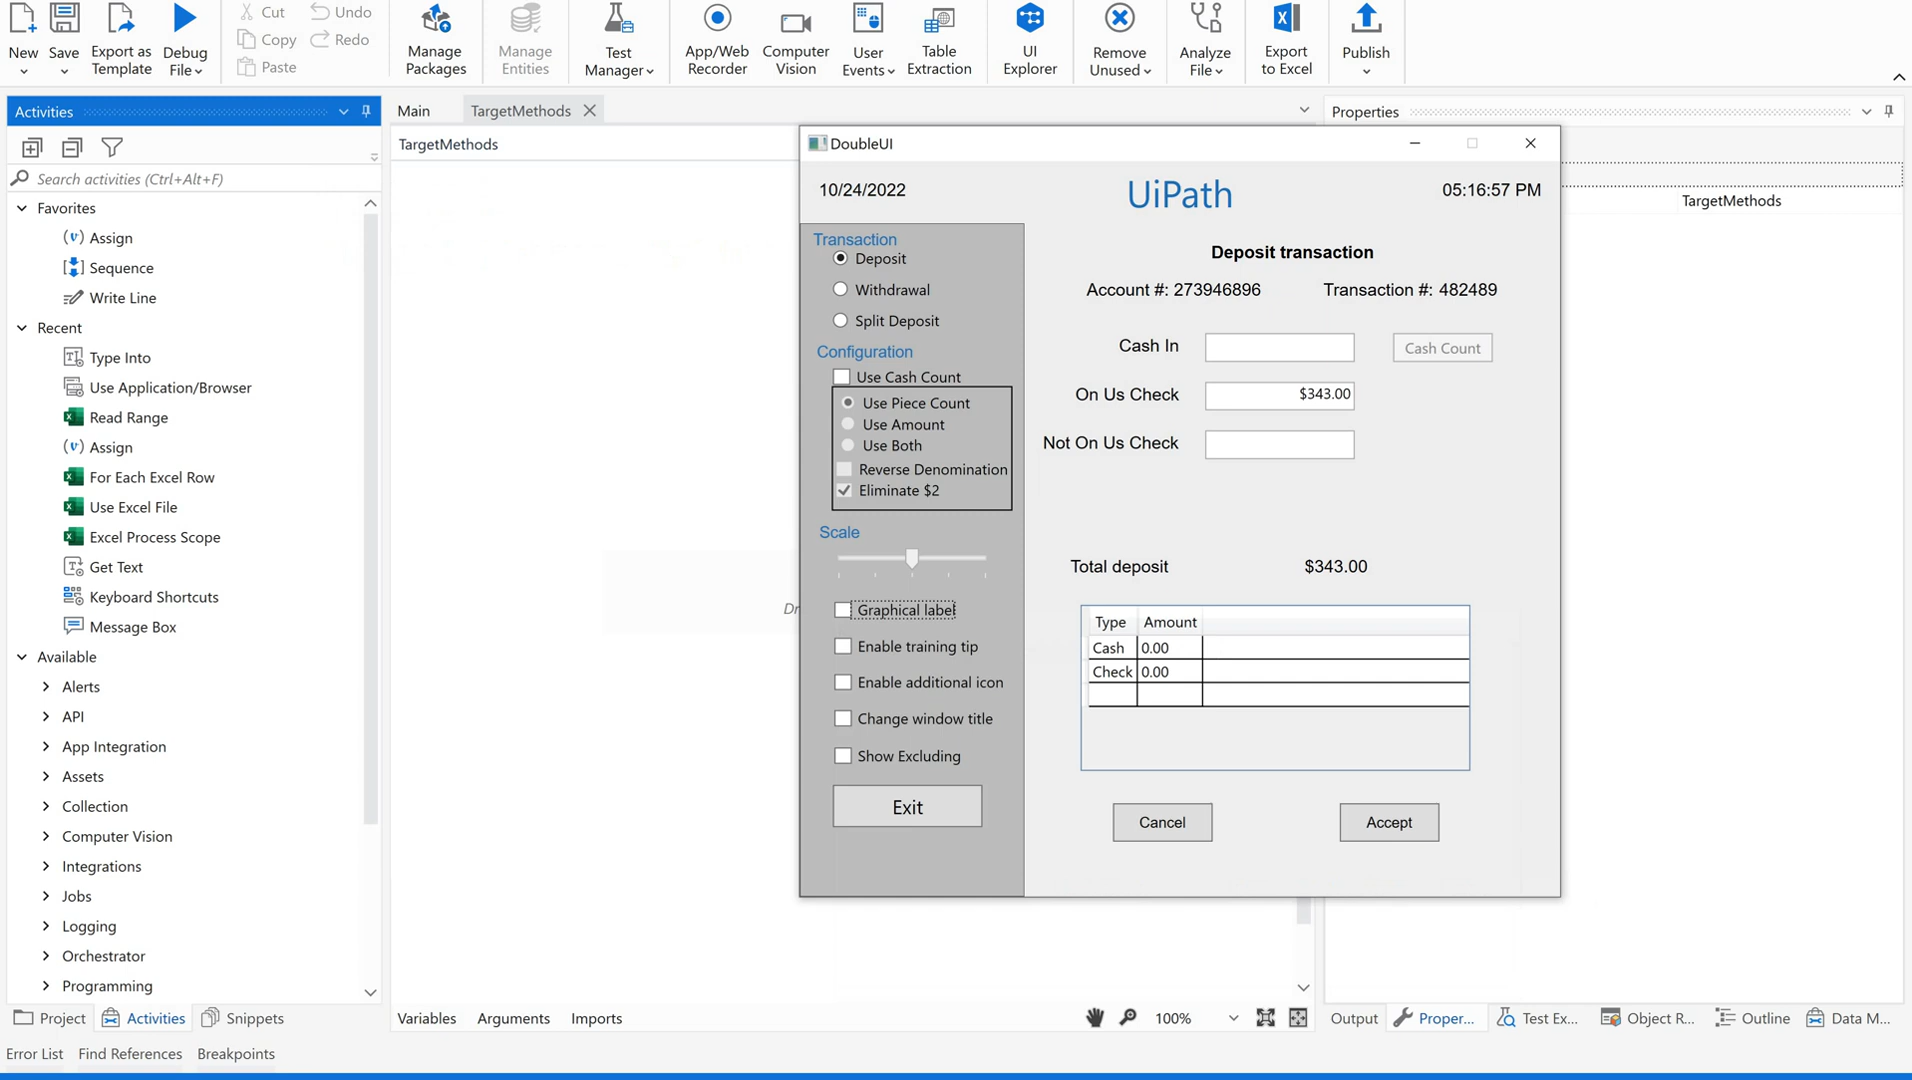 New
Save
Export as
Template
Debug
File
Cut
Copy
Paste
Undo
Redo
Manage
Packages
Manage
Entities
Test
Manager
App/Web
Recorder
Computer
Vision
User
Events
Table
Extraction
UI
Explorer
Remove
Unused
Analyze
File
Export
to Excel
Publish
Activities
Search activities (Ctrl+Alt+F)
Favorites
Assign
Sequence
Write Line
Recent
Type Into
Use Application/Browser
Read Range
Assign
For Each Excel Row
Use Excel File
Excel Process Scope
Get Text
Keyboard Shortcuts
Message Box
Available
Alerts
API
App Integration
Assets
Collection
Computer Vision
Integrations
Jobs
Logging
Orchestrator
Programming
Project
Activities
Snippets
Error List
Find References
Breakpoints
Main
TargetMethods
TargetMethods
Dr
Variables
Arguments
Imports
100%
DoubleUI
10/24/2022
UiPath
05:16:57 PM
Transaction
Deposit
Withdrawal
Split Deposit
Configuration
Use Cash Count
Use Piece Count
Use Amount
Use Both
Reverse Denomination
Eliminate $2
Scale
Graphical label
Enable training tip
Enable additional icon
Change window title
Show Excluding
Exit
Deposit transaction
Account #: 273946896
Transaction #: 482489
Cash In
Cash Count
On Us Check
$343.00
Not On Us Check
Total deposit
$343.00
Type Amount
Cash 0.00
Check 0.00
Cancel
Accept
Properties
TargetMethods
Output
Proper...
Test Ex...
Object R...
Outline
Data M...